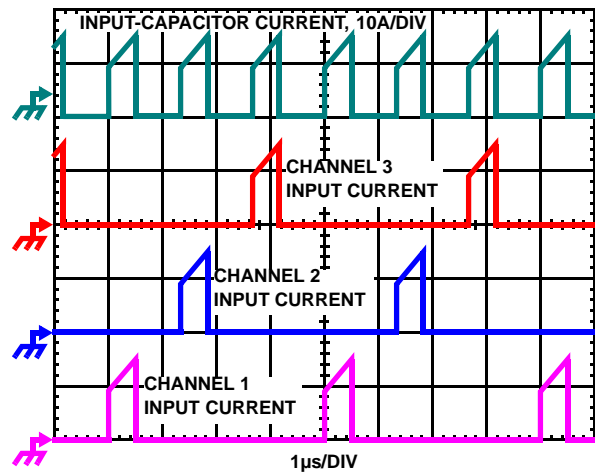 INPUT-CAPACITOR CURRENT, 10A/DIV
CHANNEL 3
INPUT CURRENT
CHANNEL 2
INPUT CURRENT
CHANNEL 1
INPUT CURRENT
1µs/DIV